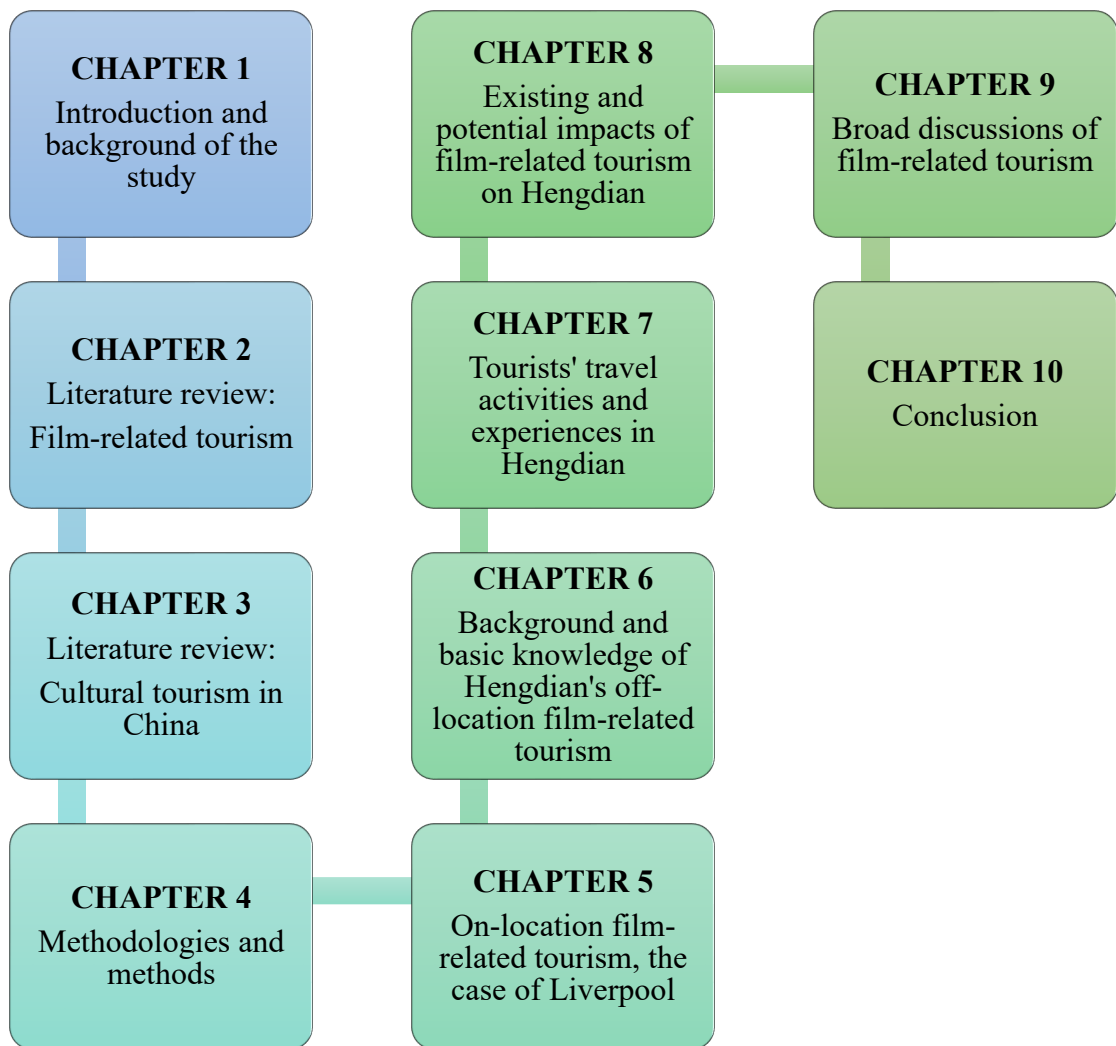 CHAPTER 1
Introduction and
background of the
study
CHAPTER 2
Literature review:
Film-related tourism
CHAPTER 3
Literature review:
Cultural tourism in
China
CHAPTER 4
Methodologies and
methods
CHAPTER 5
On-location film-
related tourism, the
case of Liverpool
CHAPTER 6
Background and
basic knowledge of
Hengdian's off-
location film-related
tourism
CHAPTER 7
Tourists' travel
activities and
experiences in
Hengdian
CHAPTER 8
Existing and
potential impacts of
film-related tourism
on Hengdian
CHAPTER 9
Broad discussions of
film-related tourism
CHAPTER 10
Conclusion